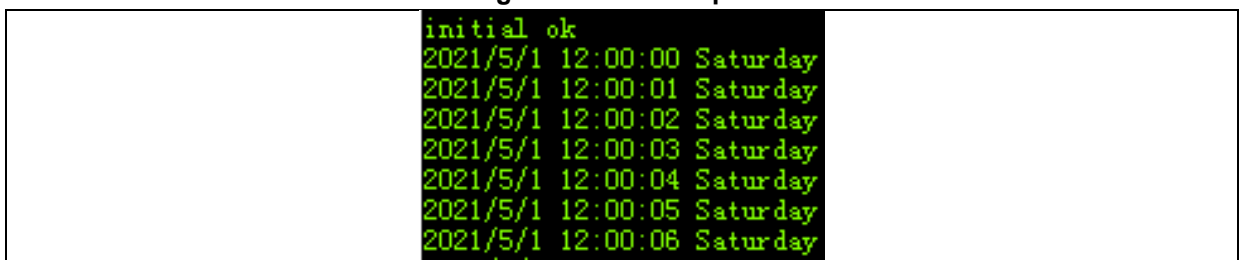 initial ok
2021/5/1 12:00:00 Saturday
2021/5/1 12:00:01 Saturday
2021/5/1 12:00:02 Saturday
2021/5/1 12:00:03 Saturday
2021/5/1 12:00:04 Saturday
2021/5/1 12:00:05 Saturday
2021/5/1 12:00:06 Saturday